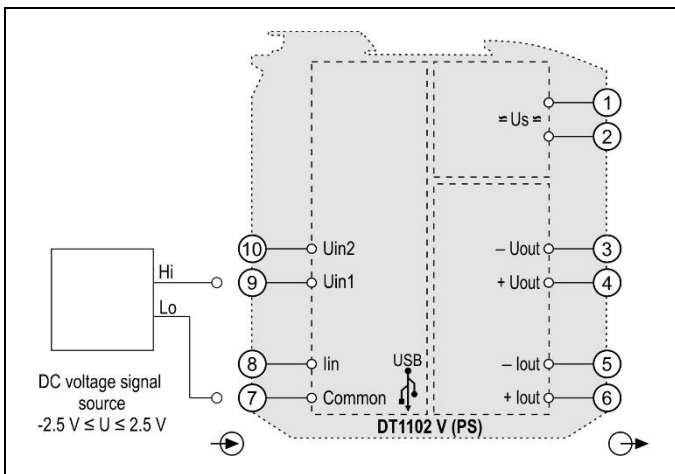 1
≂ Us ≂
2
10
Uin2
– Uout
3
Hi
9
Uin1
+ Uout
4
Lo
8
Iin
USB
– Iout
5
DC voltage signal
source
-2.5 V ≤ U ≤ 2.5 V
7
Common
+ Iout
6
DT1102 V (PS)